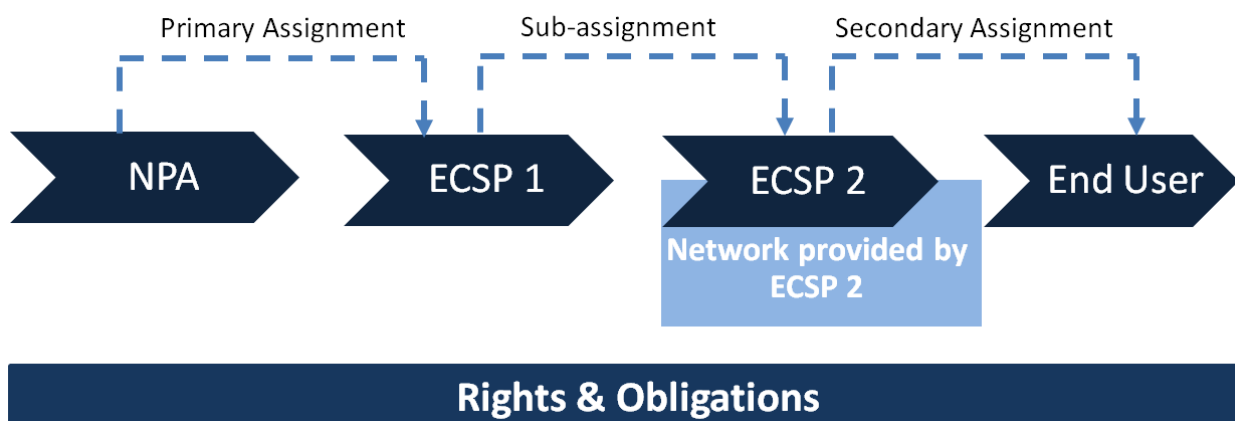 Primary Assignment
Sub-assignment
Secondary Assignment
NPA
ECSP 1
ECSP 2
End User
Network provided by
ECSP 2
Rights & Obligations